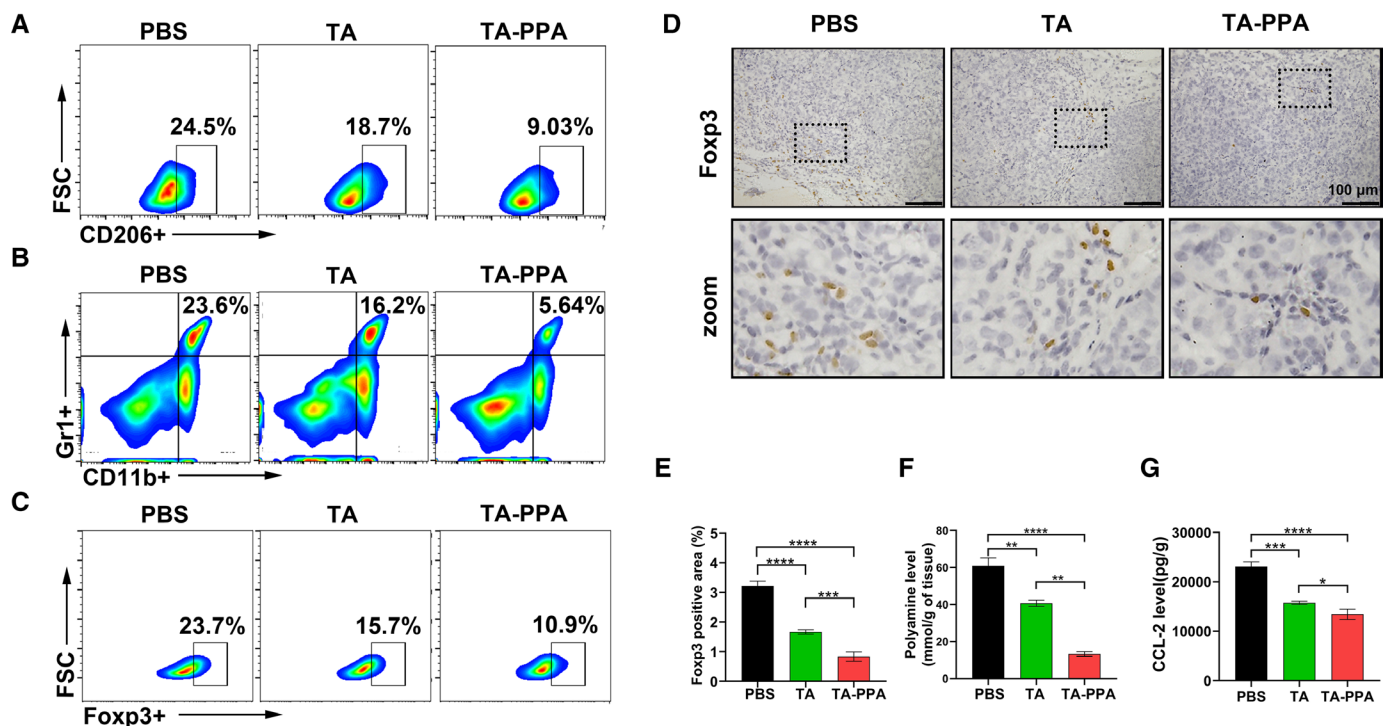 A
PBS TA TA-PPA
24.5% 18.7% 9.03%
FSC
CD206+
B
PBS TA TA-PPA
23.6% 16.2% 5.64%
Gr1+
CD11b+
C
PBS TA TA-PPA
23.7% 15.7% 10.9%
FSC
Foxp3+
D
PBS TA TA-PPA
Foxp3
100 μm
zoom
E
Foxp3 positive area (%)
5
4
3
2
1
0
****
****
***
PBS TA TA-PPA
F
Polyamine level
(mmol/g of tissue)
80
60
40
20
0
****
**
**
PBS TA TA-PPA
G
CCL-2 level(pg/g)
30000
20000
10000
0
****
***
*
PBS TA TA-PPA